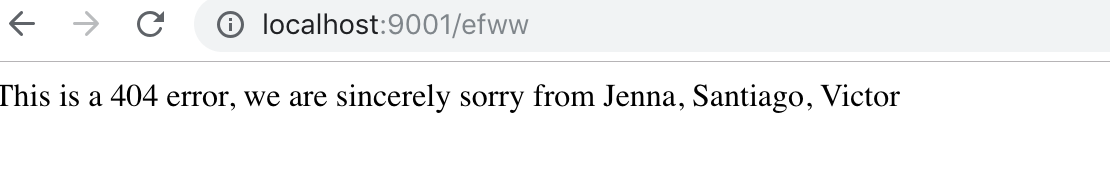 localhost:9001/efww
This is a 404 error, we are sincerely sorry from Jenna, Santiago, Victor